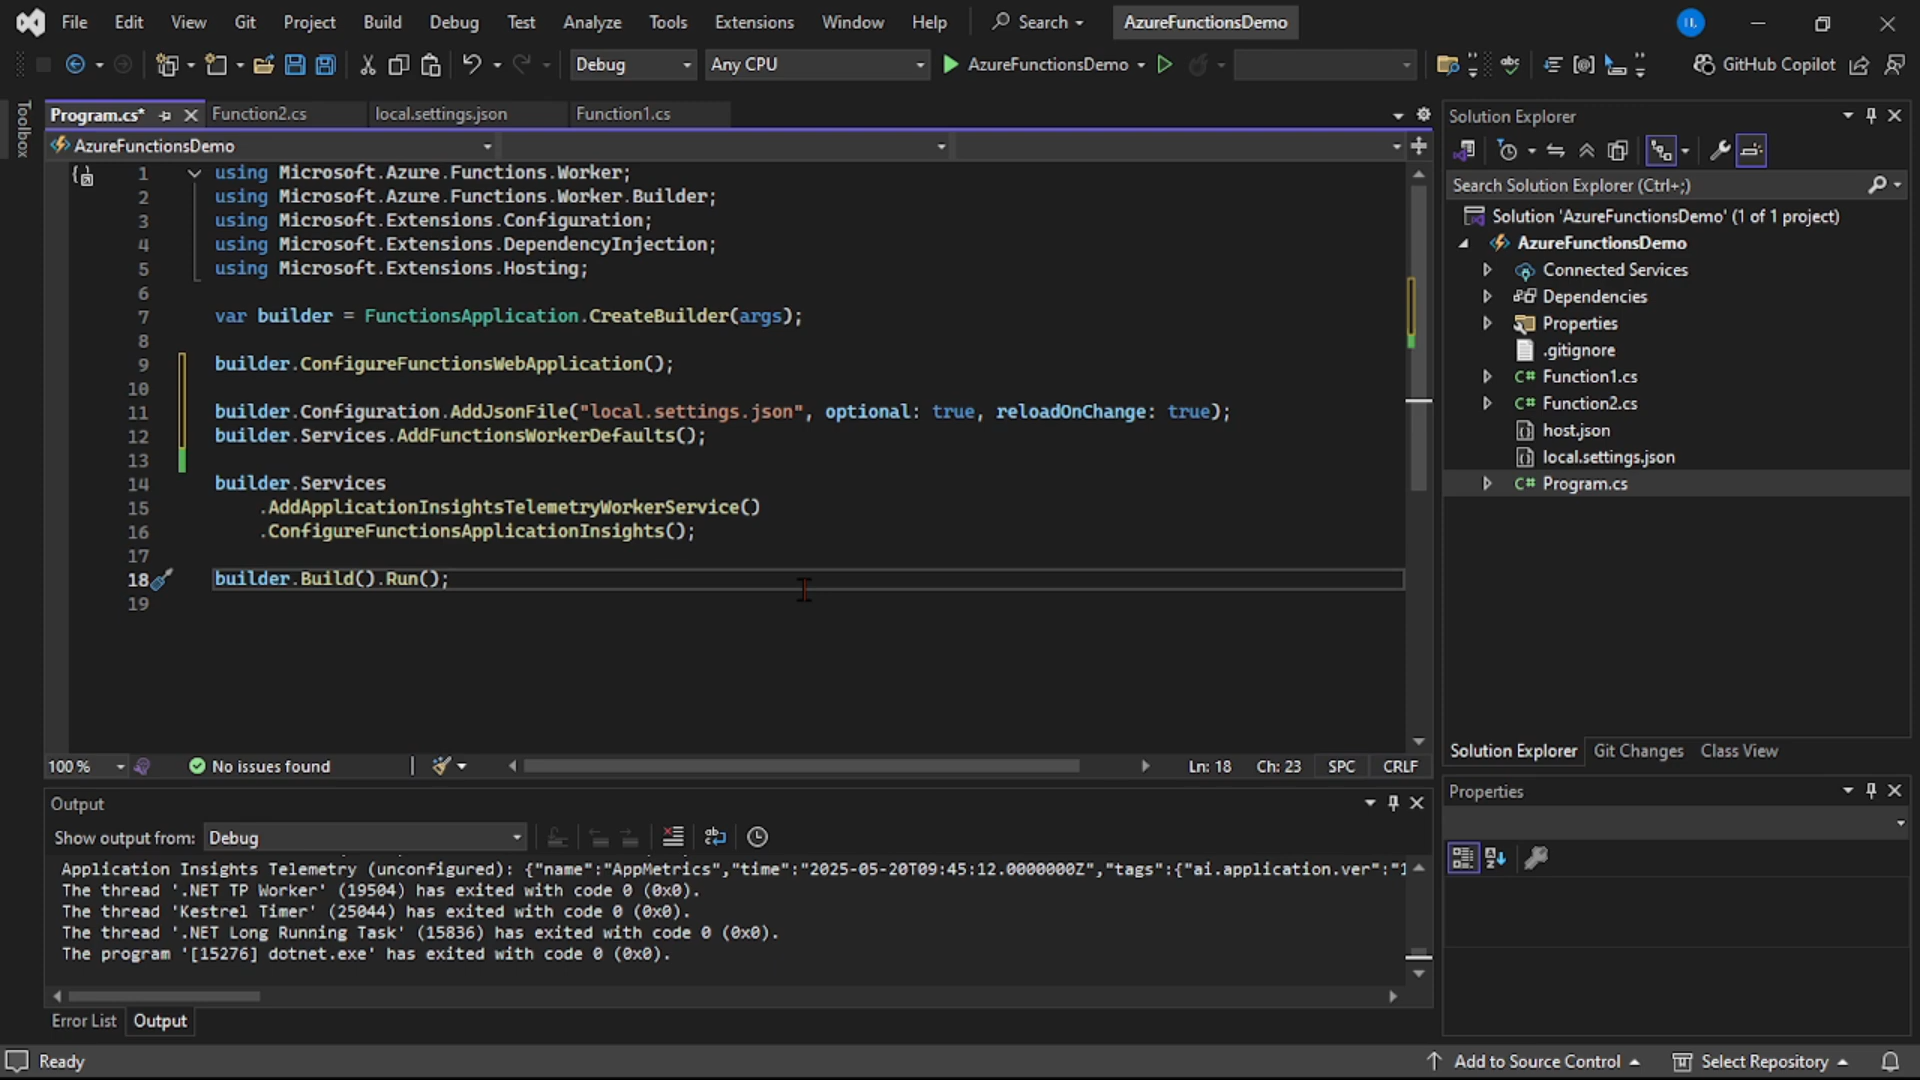 File Edit View Git Project Build Debug Test Analyze Tools Extensions Window Help Search AzureFunctionsDemo
Debug Any CPU AzureFunctionsDemo GitHub Copilot
Toolbox
Program.cs* Function2.cs local.settings.json Function1.cs
AzureFunctionsDemo
1 using Microsoft.Azure.Functions.Worker;
2 using Microsoft.Azure.Functions.Worker.Builder;
3 using Microsoft.Extensions.Configuration;
4 using Microsoft.Extensions.DependencyInjection;
5 using Microsoft.Extensions.Hosting;
6
7 var builder = FunctionsApplication.CreateBuilder(args);
8
9 builder.ConfigureFunctionsWebApplication();
10
11 builder.Configuration.AddJsonFile("local.settings.json", optional: true, reloadOnChange: true);
12 builder.Services.AddFunctionsWorkerDefaults();
13
14 builder.Services
15 .AddApplicationInsightsTelemetryWorkerService()
16 .ConfigureFunctionsApplicationInsights();
17
18 builder.Build().Run();
19
100 % No issues found Ln: 18 Ch: 23 SPC CRLF
Output
Show output from: Debug
Application Insights Telemetry (unconfigured): {"name":"AppMetrics","time":"2025-05-20T09:45:12.0000000Z","tags":{"ai.application.ver":"1
The thread '.NET TP Worker' (19504) has exited with code 0 (0x0).
The thread 'Kestrel Timer' (25044) has exited with code 0 (0x0).
The thread '.NET Long Running Task' (15836) has exited with code 0 (0x0).
The program '[15276] dotnet.exe' has exited with code 0 (0x0).
Error List Output
Solution Explorer
Search Solution Explorer (Ctrl+;)
Solution 'AzureFunctionsDemo' (1 of 1 project)
AzureFunctionsDemo
Connected Services
Dependencies
Properties
.gitignore
C# Function1.cs
C# Function2.cs
host.json
local.settings.json
C# Program.cs
Solution Explorer Git Changes Class View
Properties
Ready Add to Source Control Select Repository